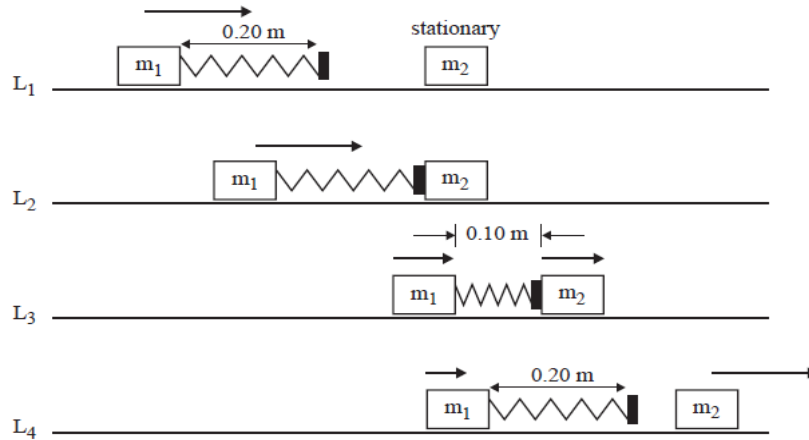 0.20 m
stationary
m₁
m₂
L₁
m₁
m₂
L₂
0.10 m
m₁
m₂
L₃
0.20 m
m₁
m₂
L₄